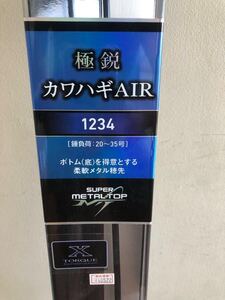 極鋭
カワハギAIR
1234
[錘負荷:20〜35号]
ボトム(底)を得意とする
柔軟メタル穂先
SUPER
METAL TOP
X
TORQUE